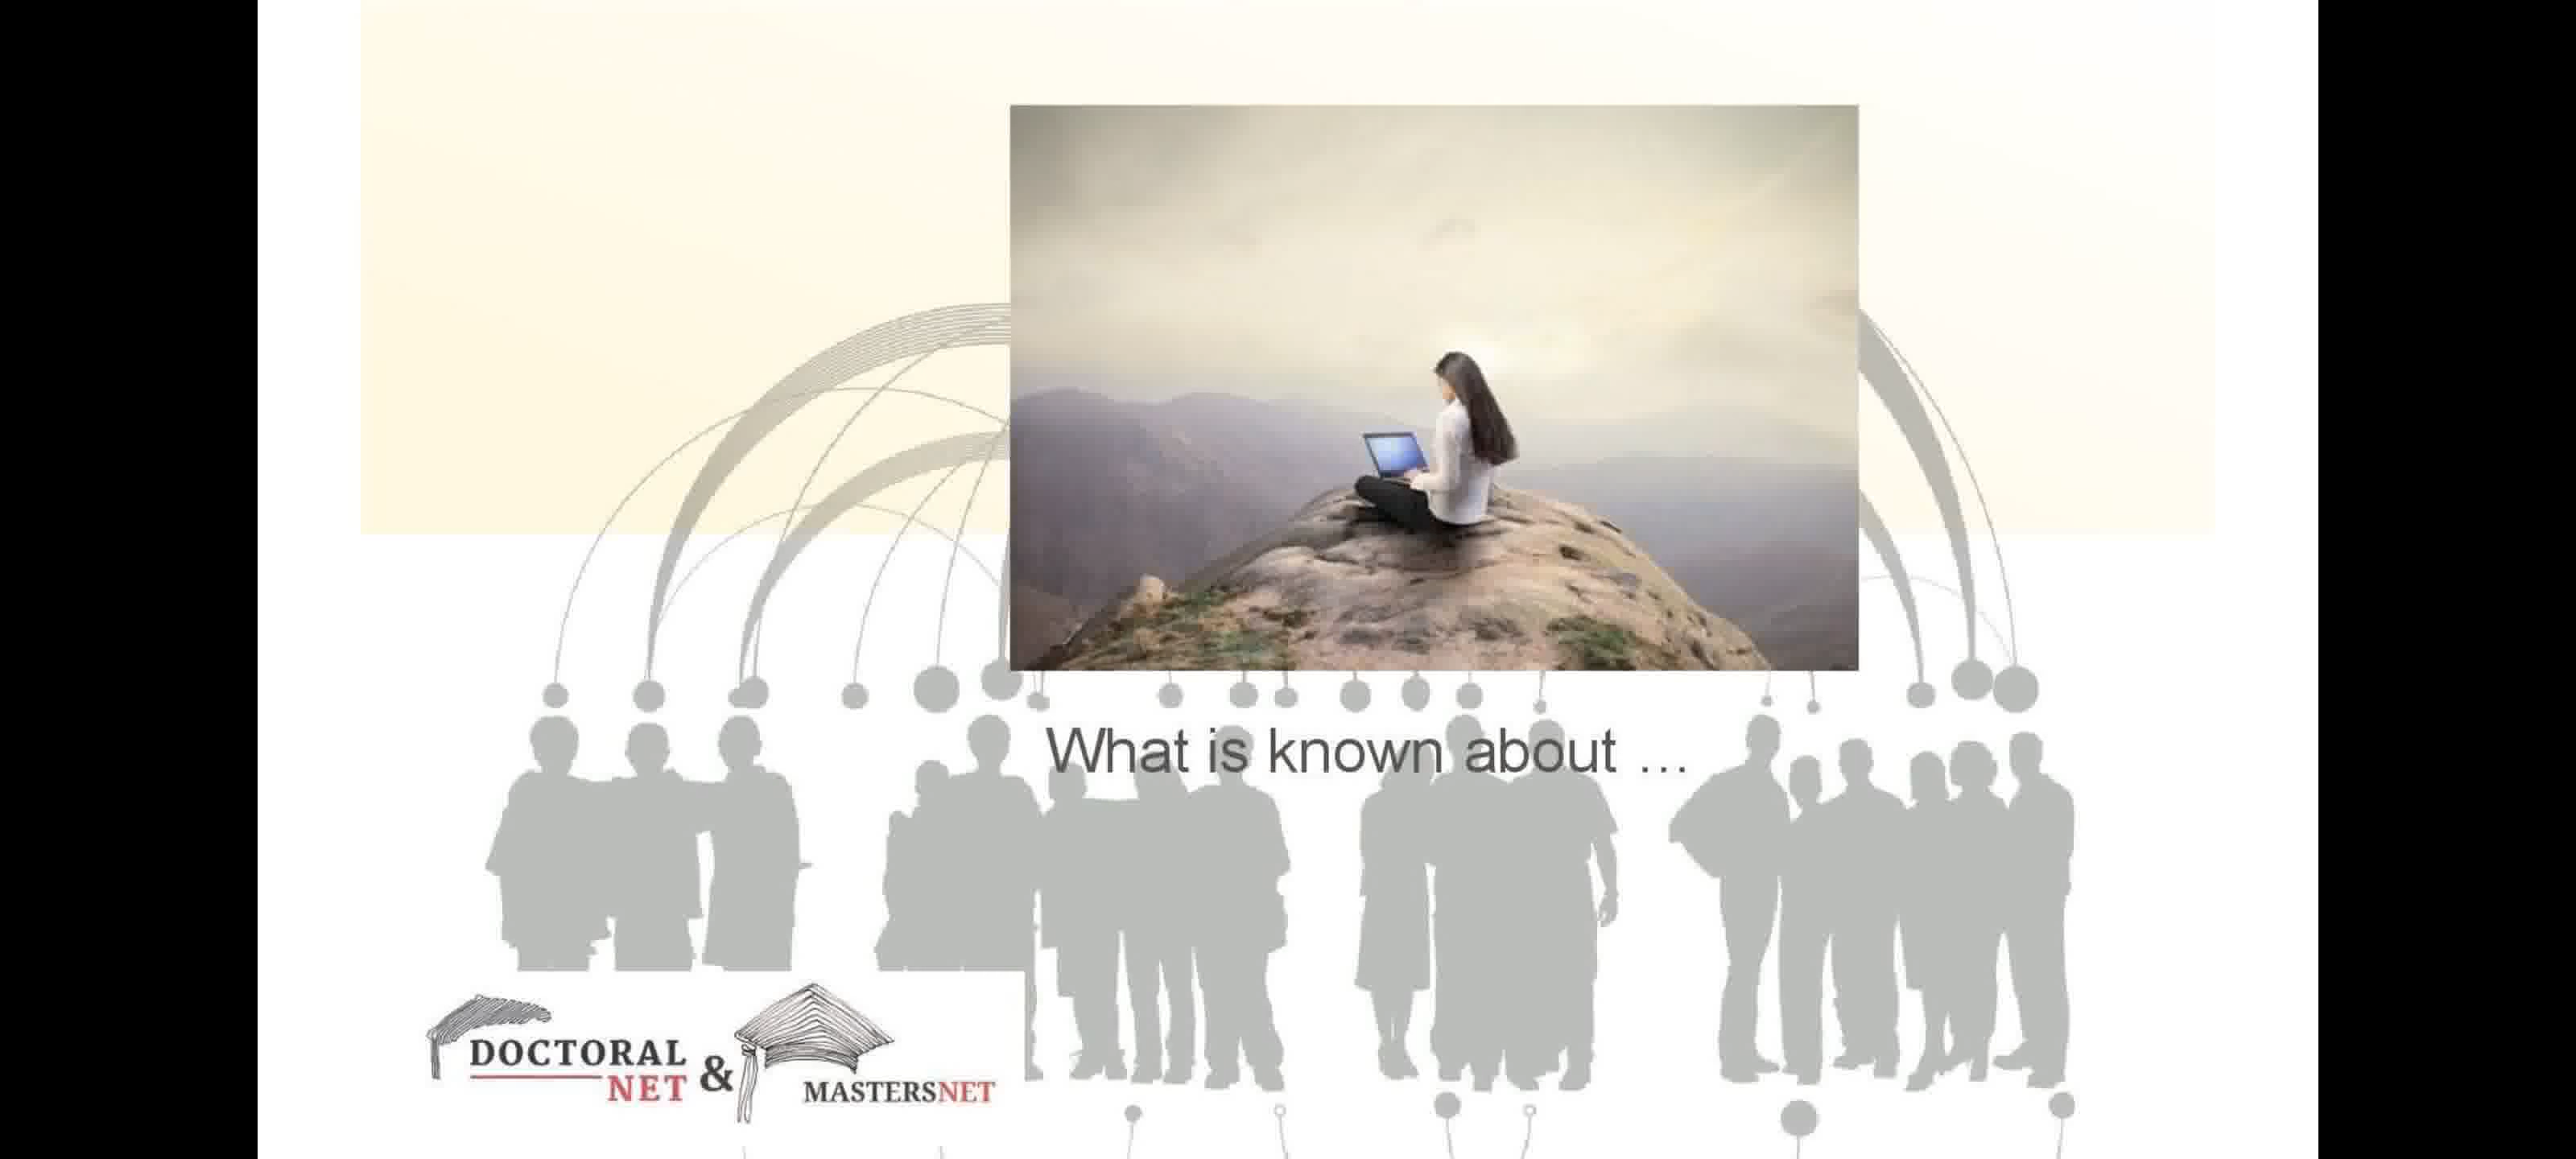 What is known about ...
DOCTORAL
NET
&
MASTERSNET